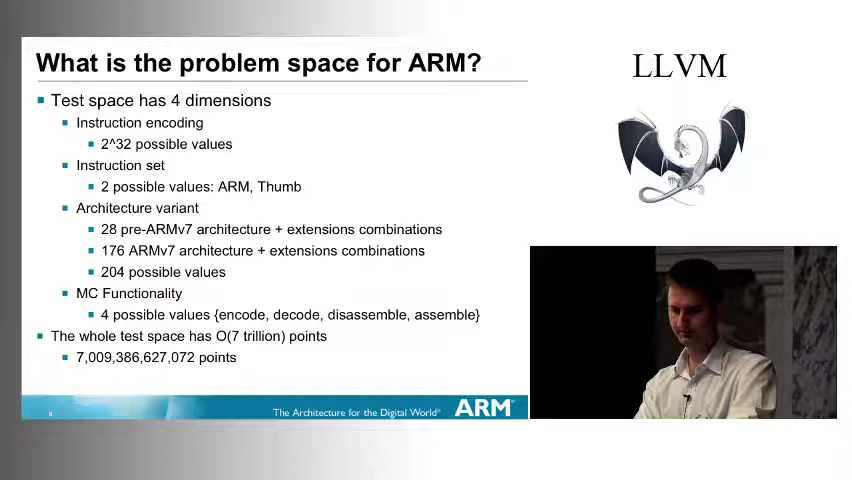 What is the problem space for ARM?
Test space has 4 dimensions
Instruction encoding
2^32 possible values
Instruction set
2 possible values: ARM, Thumb
Architecture variant
28 pre-ARMv7 architecture + extensions combinations
176 ARMv7 architecture + extensions combinations
204 possible values
MC Functionality
4 possible values {encode, decode, disassemble, assemble}
The whole test space has O(7 trillion) points
7,009,386,627,072 points
8
The Architecture for the Digital World®
ARM®
LLVM